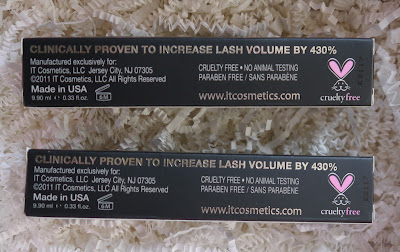 CLINICALLY PROVEN TO INCREASE LASH VOLUME BY 430%
Manufactured exclusively for:
IT Cosmetics, LLC Jersey City, NJ 07305
©2011 IT Cosmetics, LLC All Rights Reserved
Made in USA
9.90 ml ℮ 0.33 fl.oz.
6M
CRUELTY FREE • NO ANIMAL TESTING
PARABEN FREE / SANS PARABÈNE
www.itcosmetics.com
crueltyfree
CLINICALLY PROVEN TO INCREASE LASH VOLUME BY 430%
Manufactured exclusively for:
IT Cosmetics, LLC Jersey City, NJ 07305
©2011 IT Cosmetics, LLC All Rights Reserved
Made in USA
9.90 ml ℮ 0.33 fl.oz.
6M
CRUELTY FREE • NO ANIMAL TESTING
PARABEN FREE / SANS PARABÈNE
www.itcosmetics.com
crueltyfree